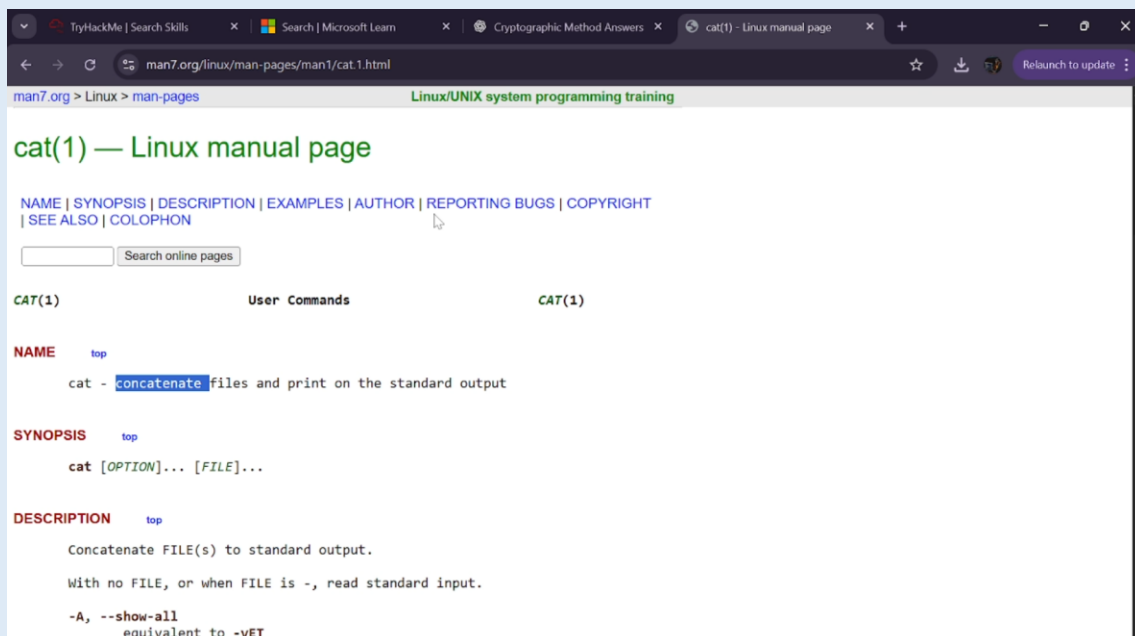 TryHackMe | Search Skills
Search | Microsoft Learn
Cryptographic Method Answers
cat(1) - Linux manual page
man7.org/linux/man-pages/man1/cat.1.html
Relaunch to update
man7.org > Linux > man-pages
Linux/UNIX system programming training
cat(1) — Linux manual page
NAME | SYNOPSIS | DESCRIPTION | EXAMPLES | AUTHOR | REPORTING BUGS | COPYRIGHT
| SEE ALSO | COLOPHON
Search online pages
CAT(1) User Commands CAT(1)
NAME top
cat - concatenate files and print on the standard output
SYNOPSIS top
cat [OPTION]... [FILE]...
DESCRIPTION top
Concatenate FILE(s) to standard output.
With no FILE, or when FILE is -, read standard input.
-A, --show-all
equivalent to -vET